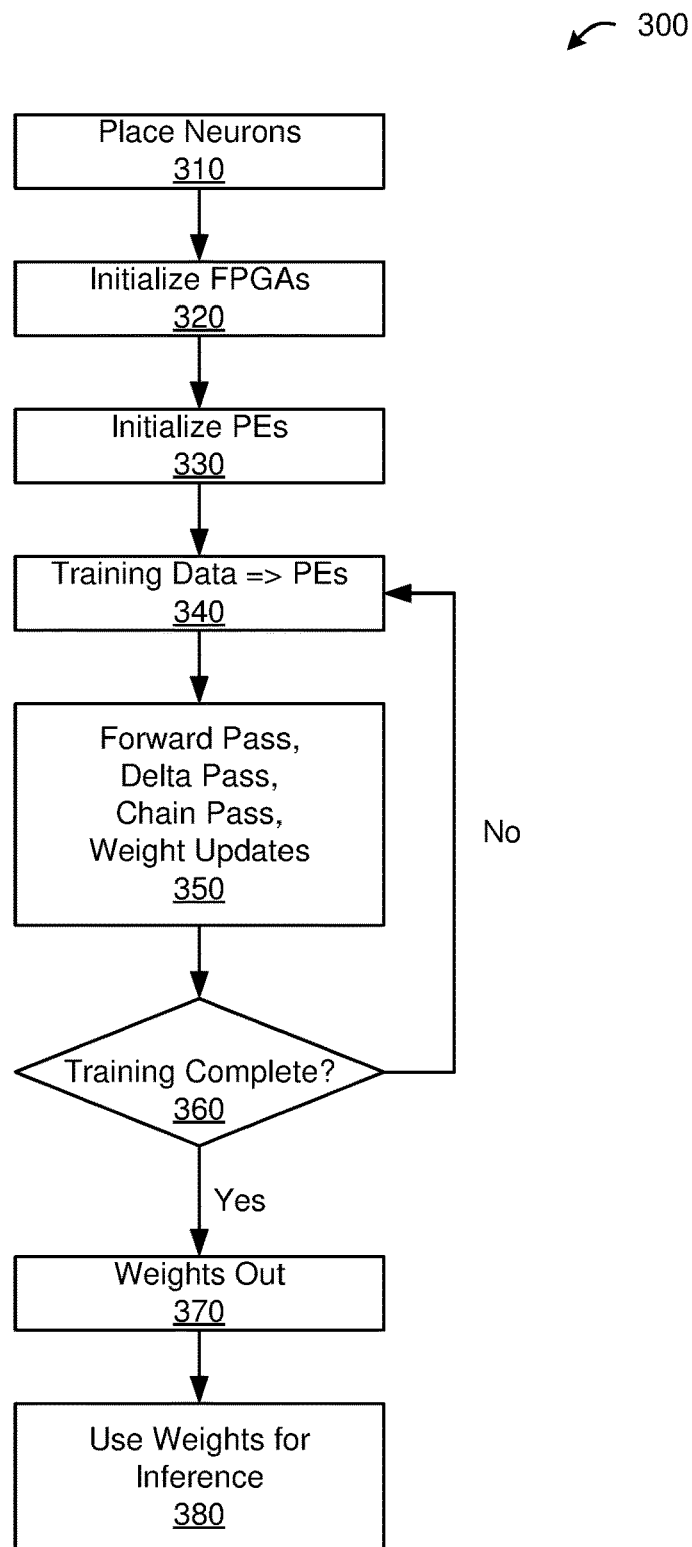 300
Place Neurons
310
Initialize FPGAs
320
Initialize PEs
330
Training Data => PEs
340
Forward Pass,
Delta Pass,
Chain Pass,
Weight Updates
350
No
Training Complete?
360
Yes
Weights Out
370
Use Weights for
Inference
380